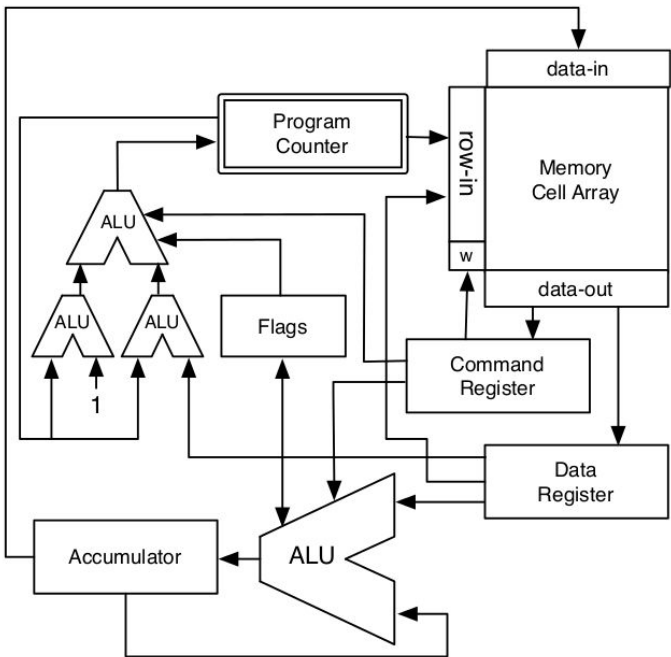 data-in
Program
Counter
row-in
Memory
Cell Array
ALU
w
data-out
ALU
ALU
Flags
Command
Register
1
Data
Register
Accumulator
ALU